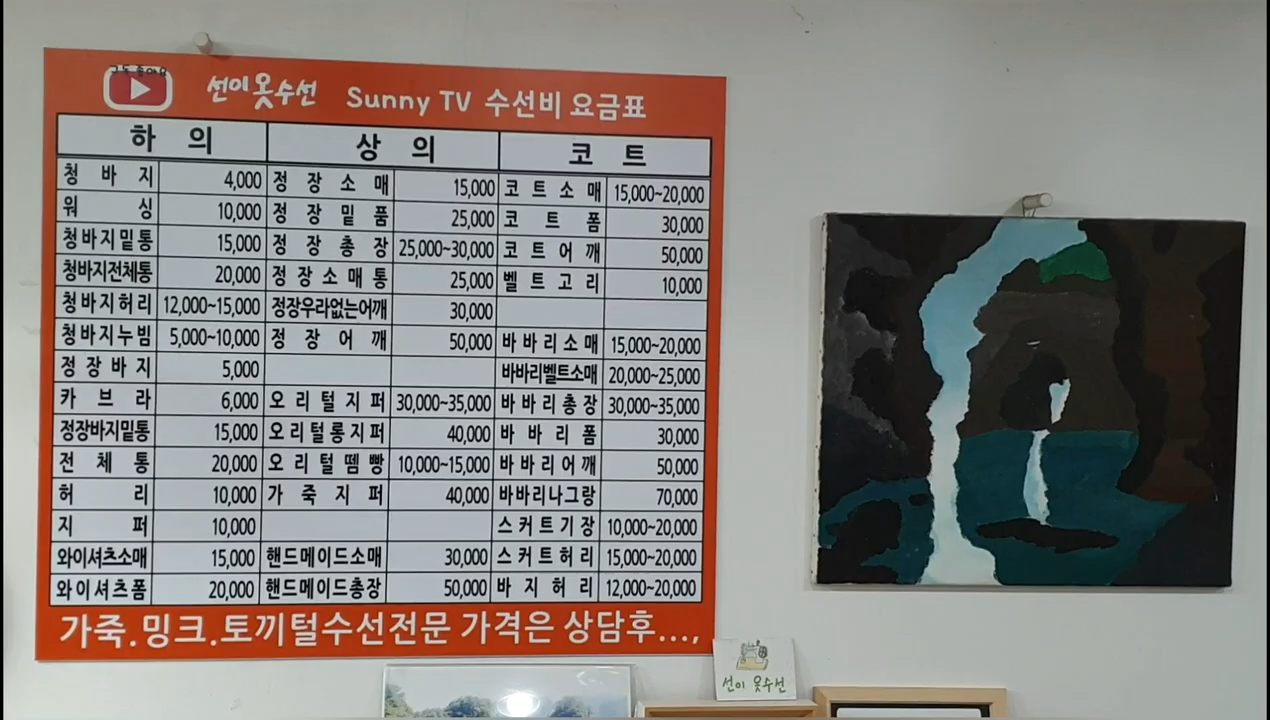 구독 좋아요
선이옷수선 Sunny TV 수선비 요금표
하 의 상 의 코 트
청 바 지 4,000 정 장 소 매 15,000 코 트 소 매 15,000~20,000
워 싱 10,000 정 장 밑 품 25,000 코 트 폼 30,000
청바지밑통 15,000 정 장 총 장 25,000~30,000 코 트 어 깨 50,000
청바지전체통 20,000 정 장 소 매 통 25,000 벨 트 고 리 10,000
청바지허리 12,000~15,000 정장우라없는어깨 30,000
청바지누빔 5,000~10,000 정 장 어 깨 50,000 바 바 리 소 매 15,000~20,000
정 장 바 지 5,000 바바리벨트소매 20,000~25,000
카 브 라 6,000 오 리 털 지 퍼 30,000~35,000 바 바 리 총 장 30,000~35,000
정장바지밑통 15,000 오리털롱지퍼 40,000 바 바 리 폼 30,000
전 체 통 20,000 오 리 털 뗌 빵 10,000~15,000 바 바 리 어 깨 50,000
허 리 10,000 가 죽 지 퍼 40,000 바바리나그랑 70,000
지 퍼 10,000 스 커 트 기 장 10,000~20,000
와이셔츠소매 15,000 핸드메이드소매 30,000 스 커 트 허 리 15,000~20,000
와이셔츠폼 20,000 핸드메이드총장 50,000 바 지 허 리 12,000~20,000
가죽.밍크.토끼털수선전문 가격은 상담후...,
선이 옷수선